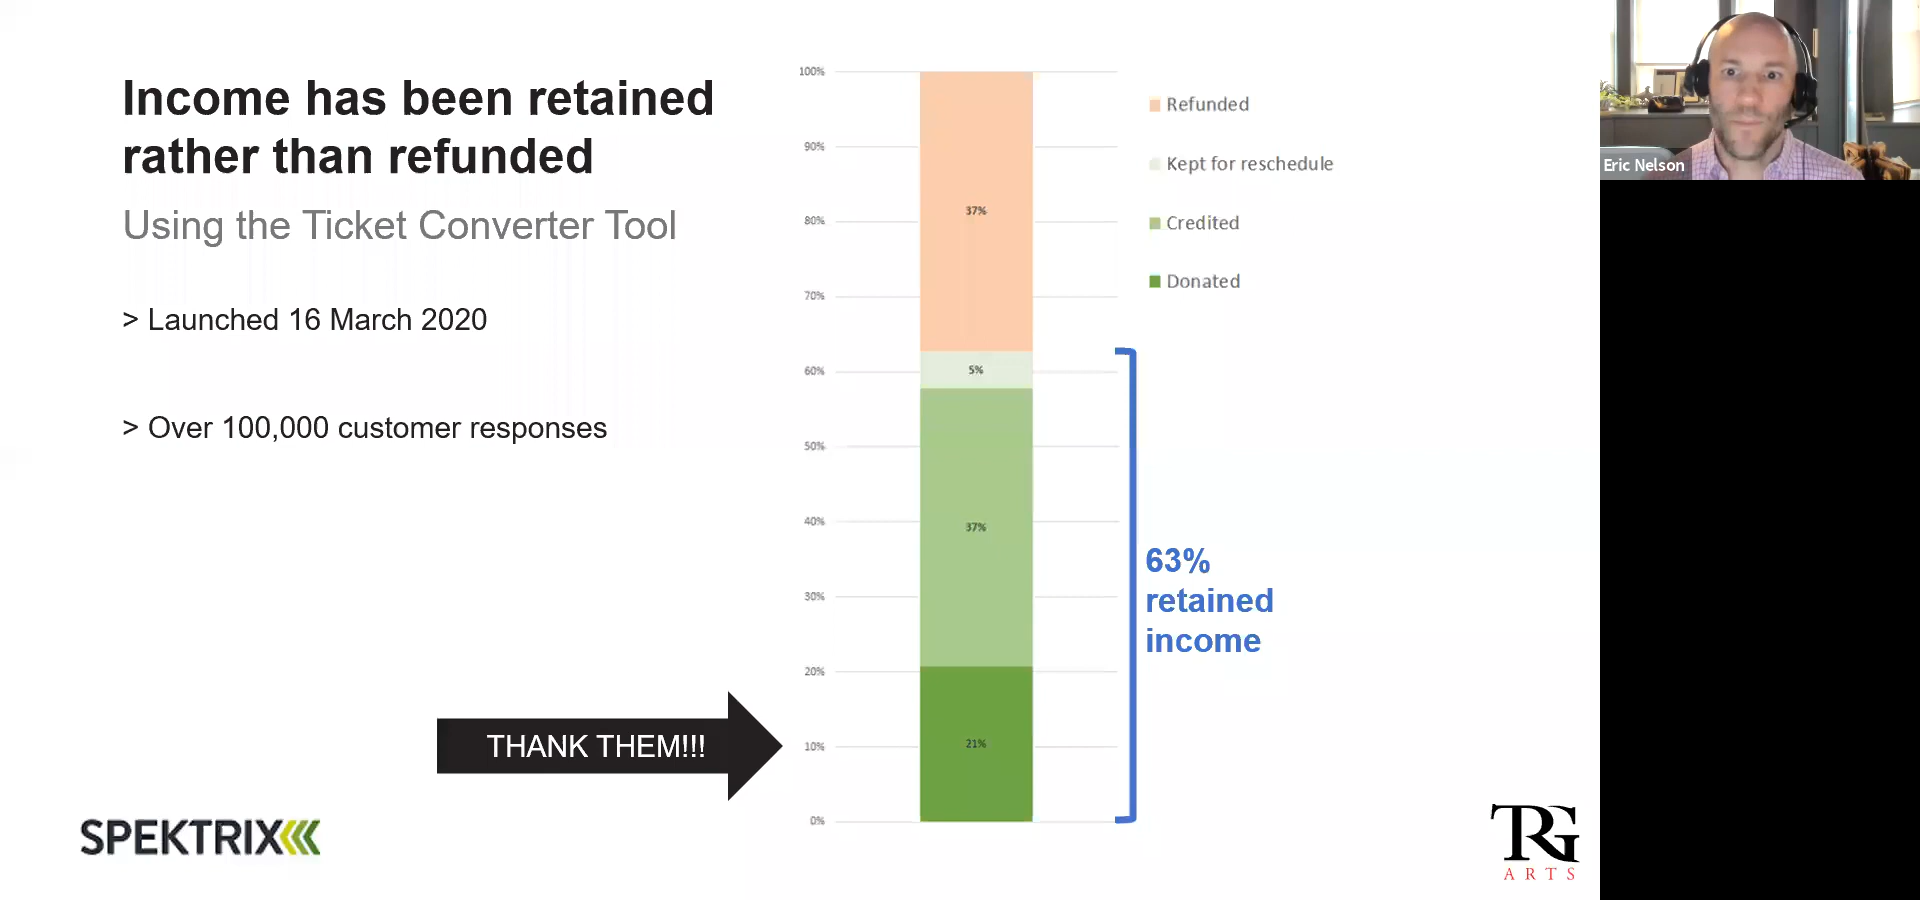 Income has been retained
rather than refunded
Using the Ticket Converter Tool
> Launched 16 March 2020
> Over 100,000 customer responses
THANK THEM!!!
SPEKTRIX
100%
90%
80%
70%
60%
50%
40%
30%
20%
10%
0%
37%
5%
37%
21%
Refunded
Kept for reschedule
Credited
Donated
63%
retained
income
TRG
ARTS
Eric Nelson